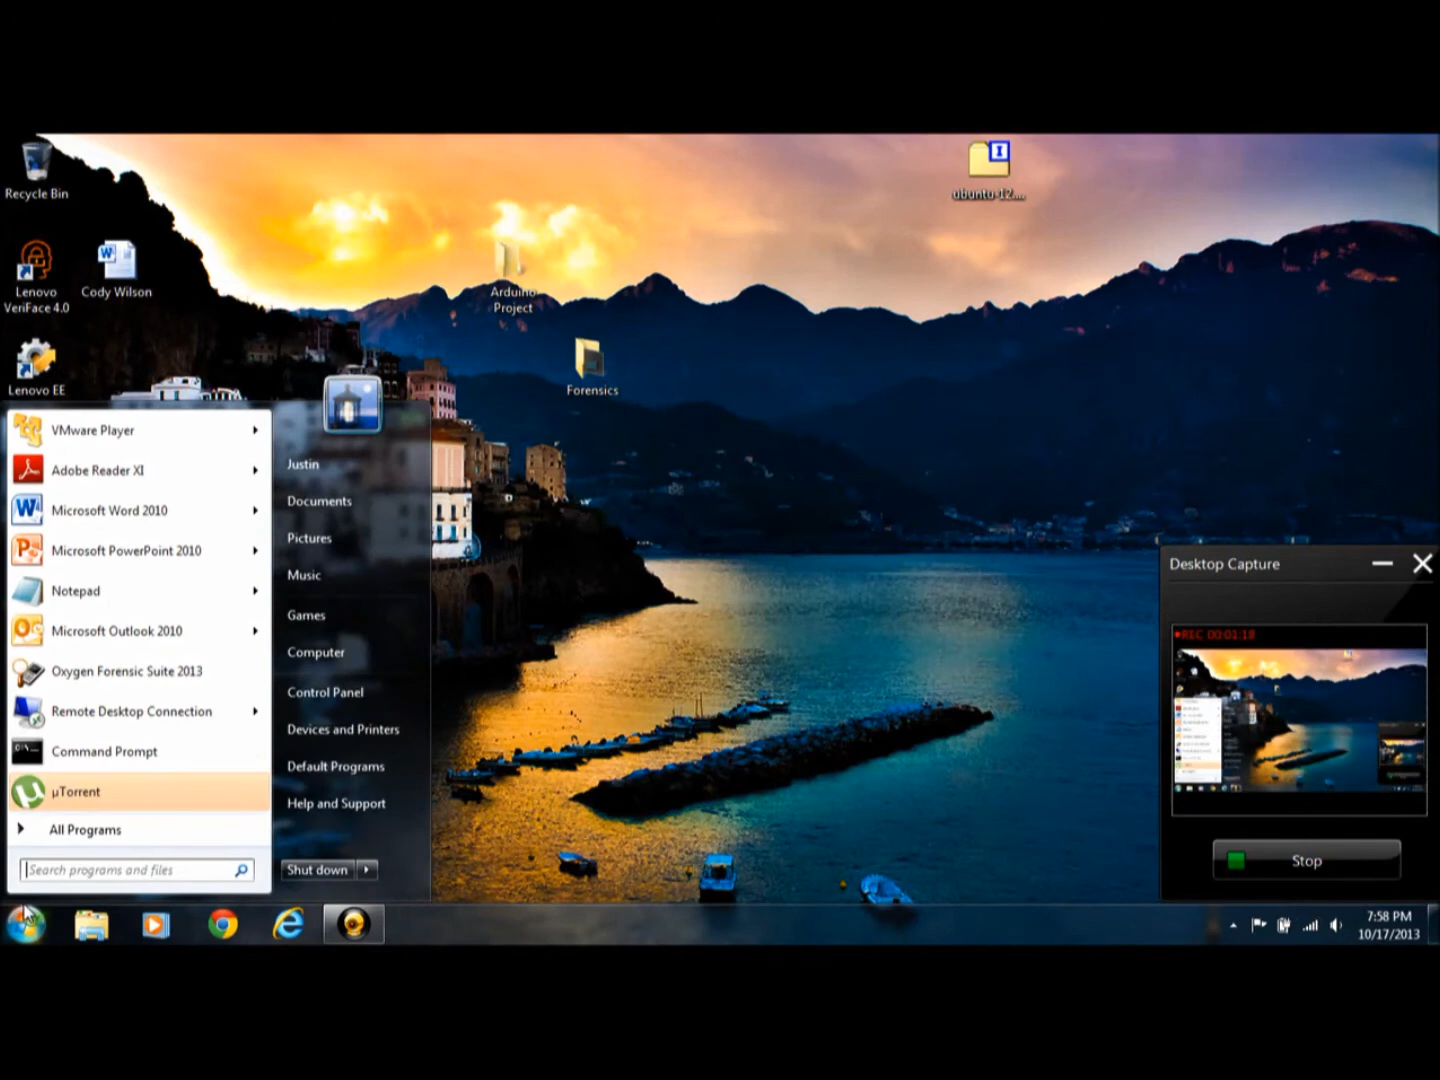 Recycle Bin
ubuntu-12....
Lenovo
VeriFace 4.0
Cody Wilson
Arduino
Project
Lenovo EE
Forensics
VMware Player
Adobe Reader XI
Microsoft Word 2010
Microsoft PowerPoint 2010
Notepad
Microsoft Outlook 2010
Oxygen Forensic Suite 2013
Remote Desktop Connection
Command Prompt
µTorrent
All Programs
Search programs and files
Justin
Documents
Pictures
Music
Games
Computer
Control Panel
Devices and Printers
Default Programs
Help and Support
Shut down
Desktop Capture
REC 00:01:18
Stop
7:58 PM
10/17/2013